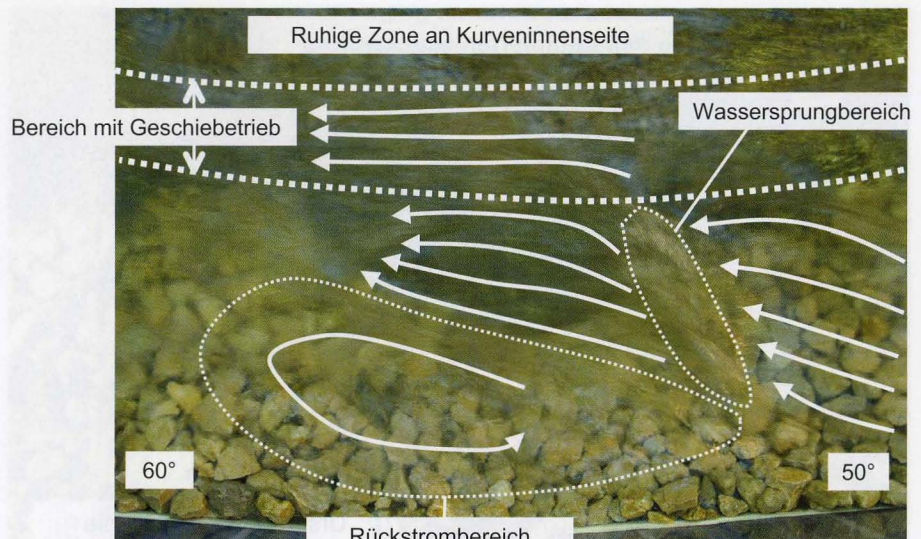 Ruhige Zone an Kurveninnenseite
Wassersprungbereich
Bereich mit Geschiebetrieb
60°
50°
Rückstrombereich